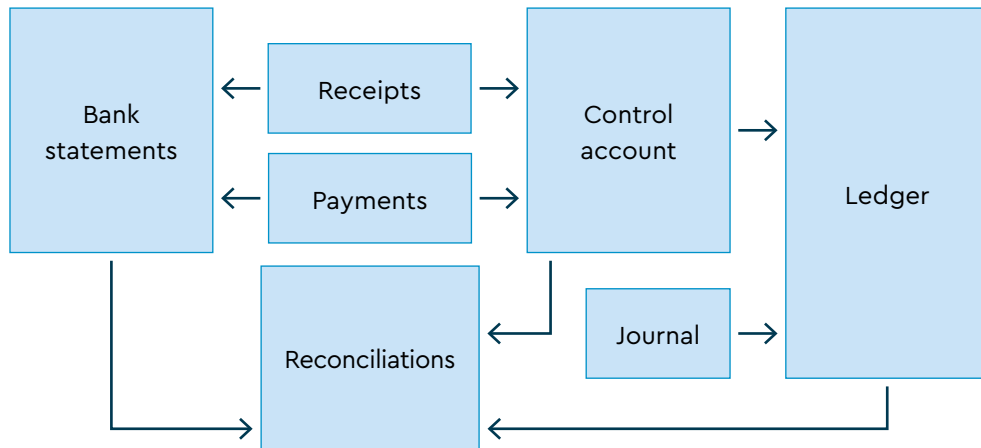 Bank
statements
Receipts
Payments
Control
account
Ledger
Reconciliations
Journal